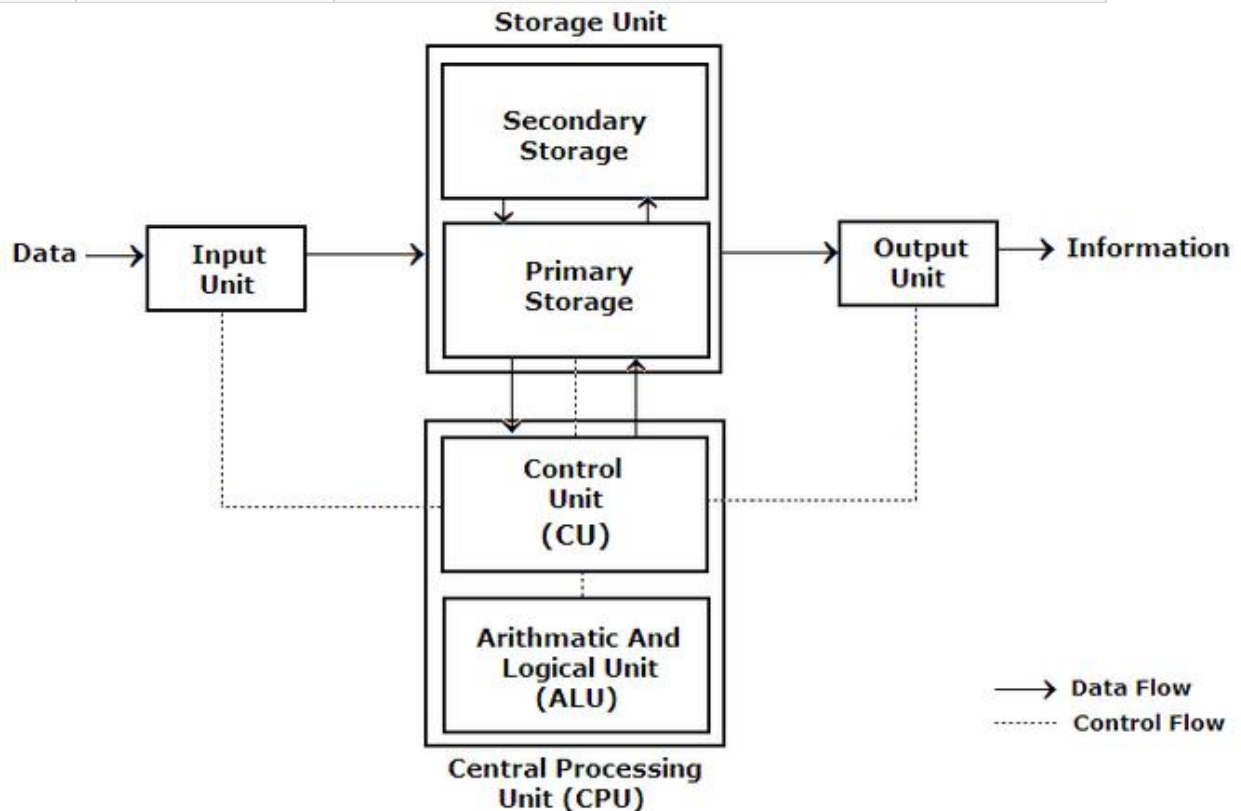 Storage Unit
Secondary
Storage
Data
Input
Unit
Primary
Storage
Output
Unit
Information
Control
Unit
(CU)
Arithmatic And
Logical Unit
(ALU)
Data Flow
Control Flow
Central Processing
Unit (CPU)